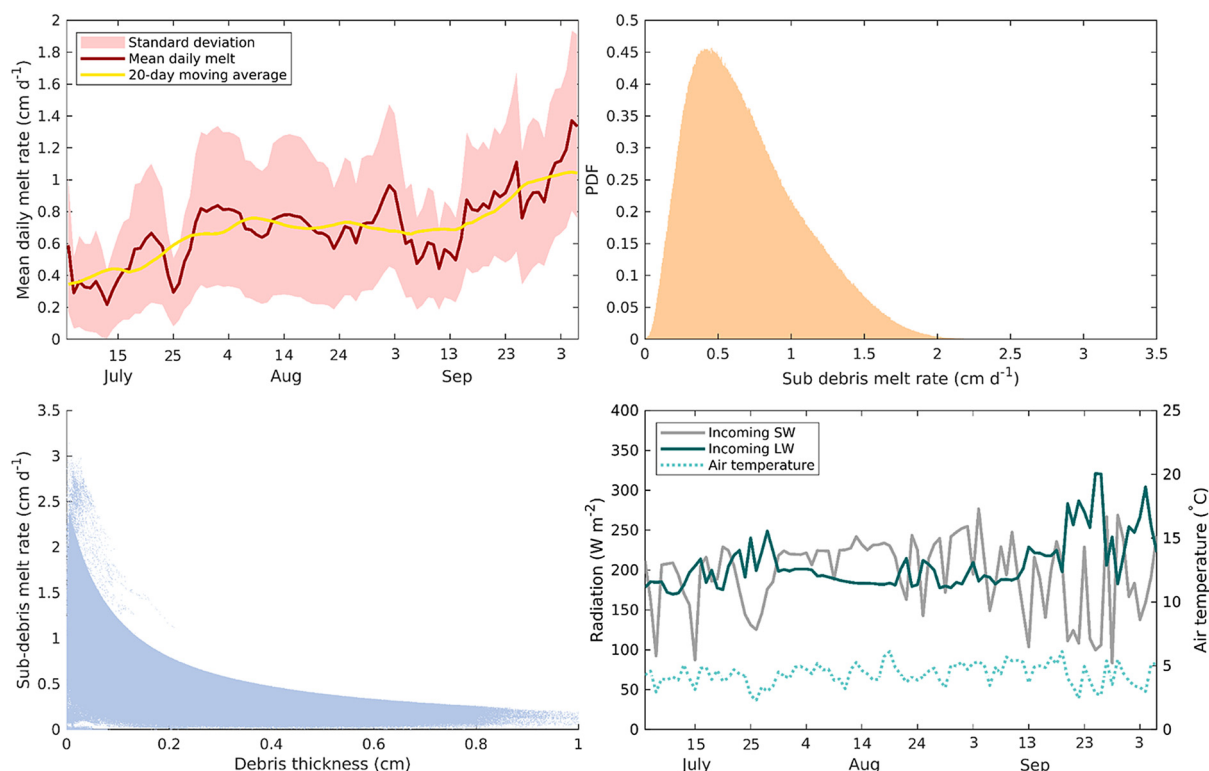 2
1.8
1.6
1.4
1.2
1
0.8
0.6
0.4
0.2
0
Mean daily melt rate (cm d-1)
Standard deviation
Mean daily melt
20-day moving average
15 25 4 14 24 3 13 23 3
July Aug Sep
0.5
0.45
0.4
0.35
0.3
0.25
0.2
0.15
0.1
0.05
0
PDF
0 0.5 1 1.5 2 2.5 3 3.5
Sub debris melt rate (cm d-1)
3.5
3
2.5
2
1.5
1
0.5
0
Sub-debris melt rate (cm d-1)
0 0.2 0.4 0.6 0.8 1
Debris thickness (cm)
400
350
300
250
200
150
100
50
0
Radiation (W m-2)
Incoming SW
Incoming LW
Air temperature
25
20
15
10
5
0
Air temperature (°C)
15 25 4 14 24 3 13 23 3
July Aug Sep